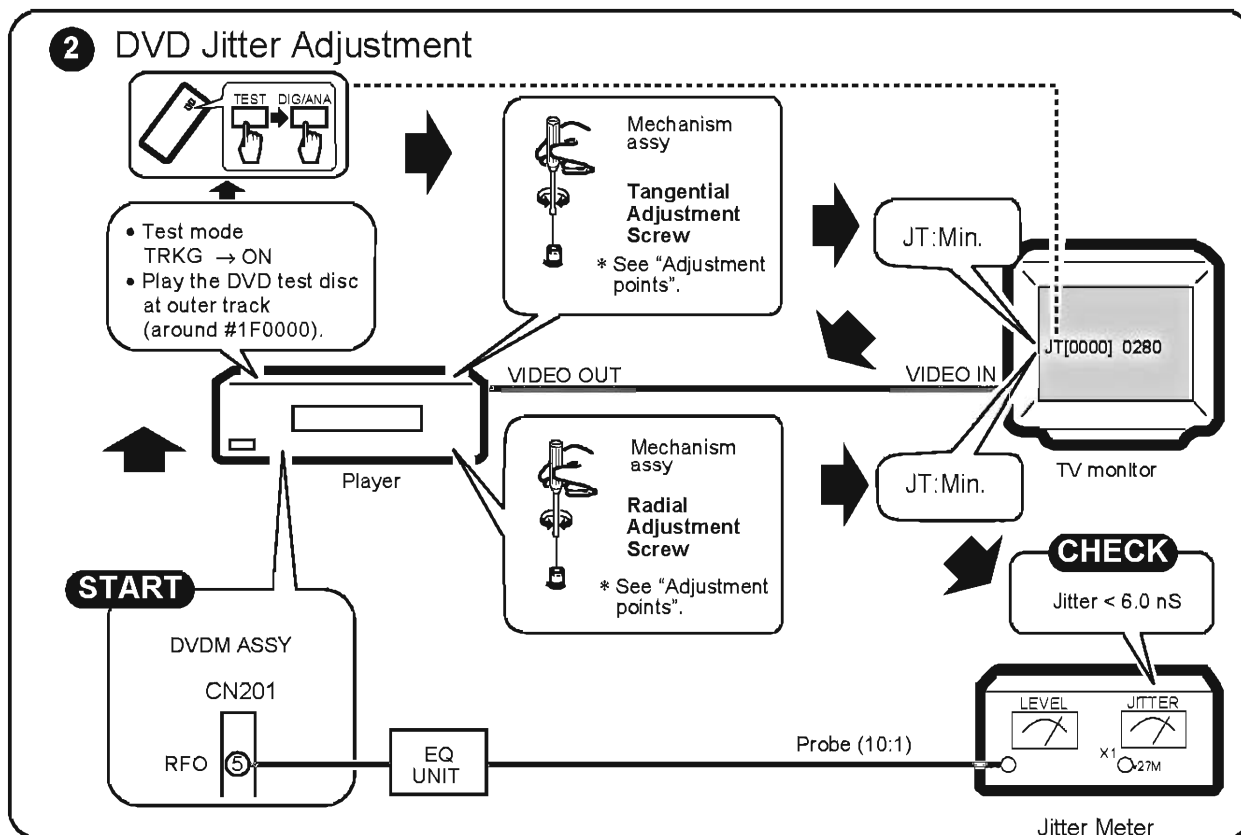 2 DVD Jitter Adjustment
TEST DIG/ANA
• Test mode
TRKG → ON
• Play the DVD test disc
at outer track
(around #1F0000).
Mechanism
assy
Tangential
Adjustment
Screw
* See “Adjustment
points”.
JT:Min.
JT[0000] 0280
VIDEO OUT
VIDEO IN
TV monitor
Player
Mechanism
assy
Radial
Adjustment
Screw
* See “Adjustment
points”.
JT:Min.
CHECK
Jitter < 6.0 nS
START
DVDM ASSY
CN201
RFO 5
EQ
UNIT
Probe (10:1)
LEVEL
JITTER
X1
27M
Jitter Meter